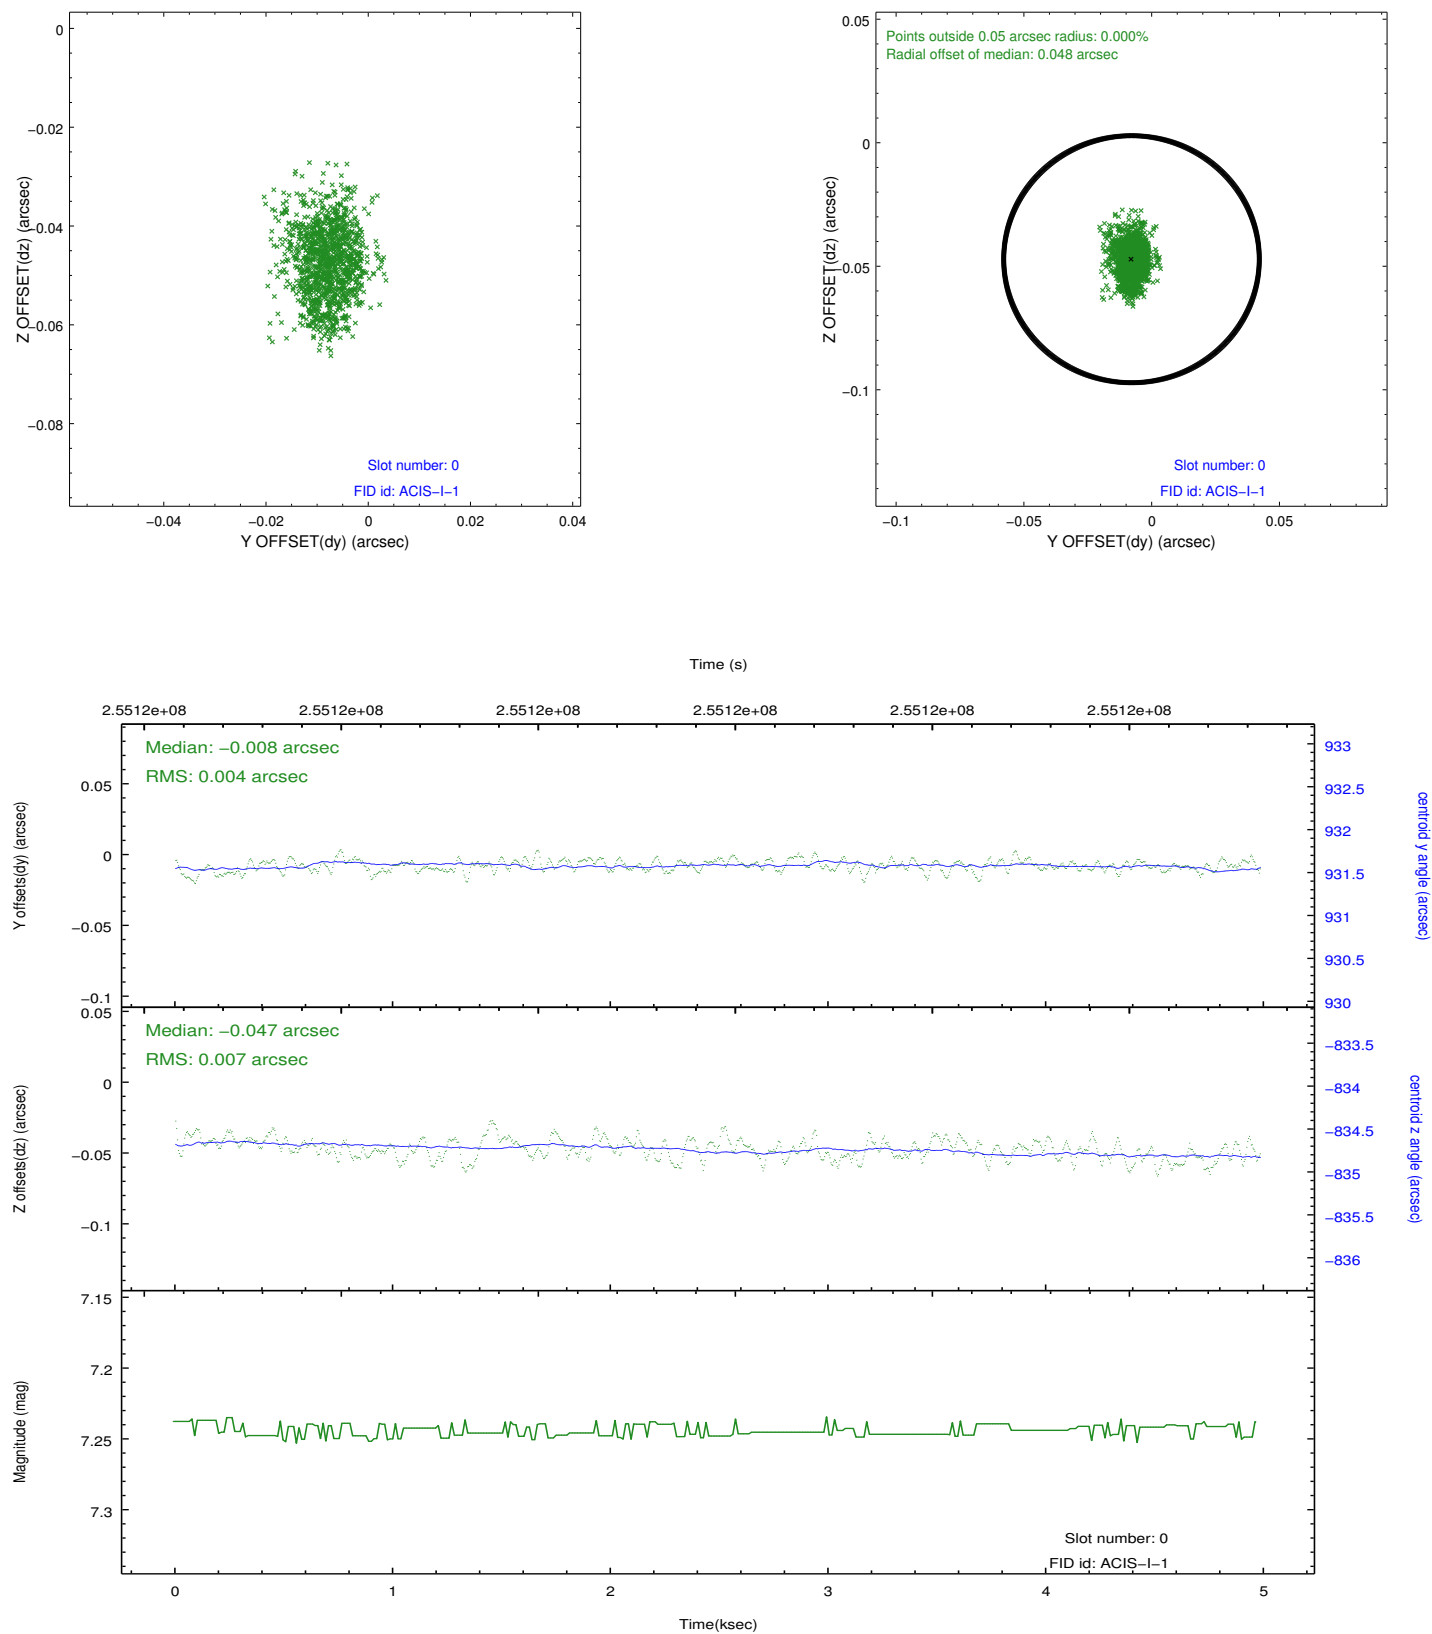 0
−0.02
−0.04
−0.06
−0.08
Z OFFSET(dz) (arcsec)
Slot number: 0
FID id: ACIS−I−1
−0.04
−0.02
0
0.02
0.04
Y OFFSET(dy) (arcsec)
Points outside 0.05 arcsec radius: 0.000%
Radial offset of median: 0.048 arcsec
0.05
0
−0.05
−0.1
Z OFFSET(dz) (arcsec)
Slot number: 0
FID id: ACIS−I−1
−0.1
−0.05
0
0.05
Y OFFSET(dy) (arcsec)
Time (s)
2.5512e+08
2.5512e+08
2.5512e+08
2.5512e+08
2.5512e+08
2.5512e+08
Median: −0.008 arcsec
RMS: 0.004 arcsec
0.05
0
−0.05
−0.1
Y offsets(dy) (arcsec)
933
932.5
932
931.5
931
930.5
930
centroid y angle (arcsec)
Median: −0.047 arcsec
RMS: 0.007 arcsec
0.05
0
−0.05
−0.1
Z offsets(dz) (arcsec)
−833.5
−834
−834.5
−835
−835.5
−836
centroid z angle (arcsec)
7.15
7.2
7.25
7.3
Magnitude (mag)
Slot number: 0
FID id: ACIS−I−1
0
1
2
3
4
5
Time(ksec)